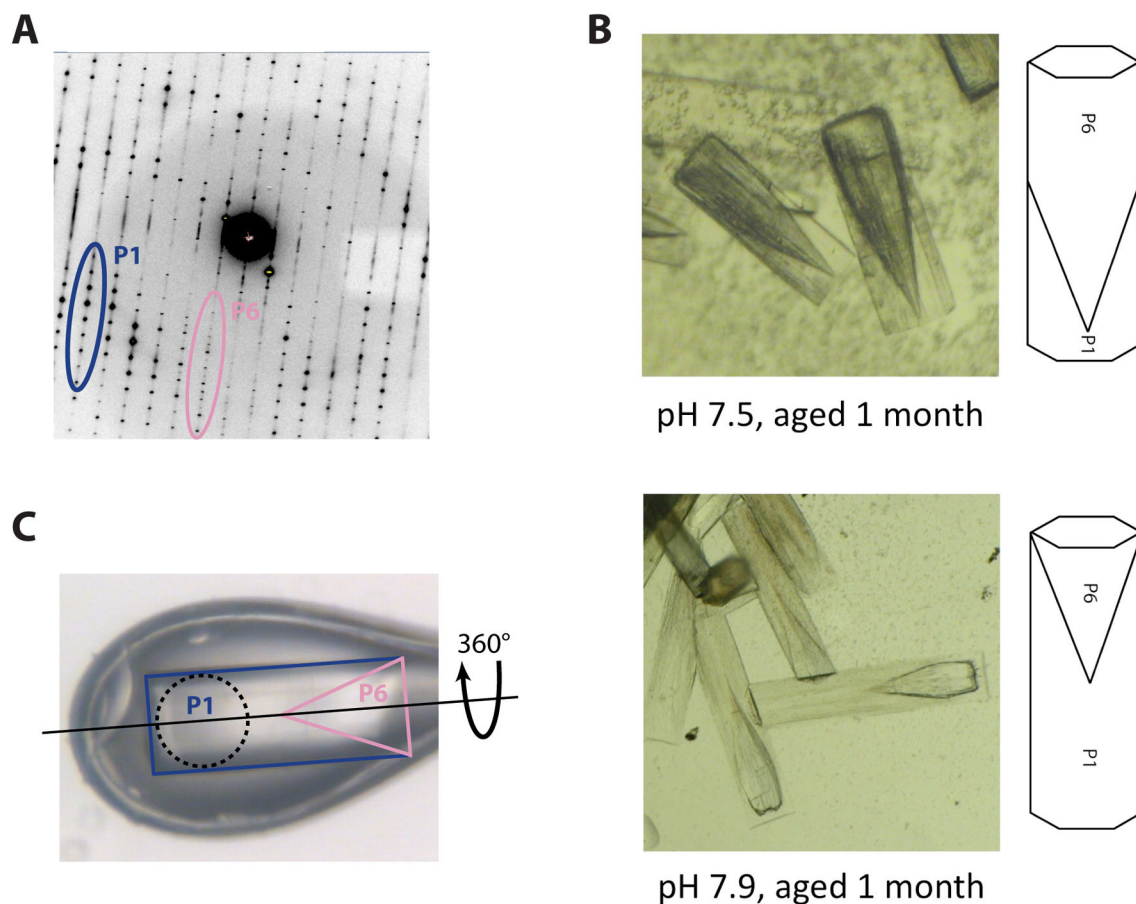 A
P1
P6
B
P6
P1
pH 7.5, aged 1 month
C
P1
P6
360°
P6
P1
pH 7.9, aged 1 month